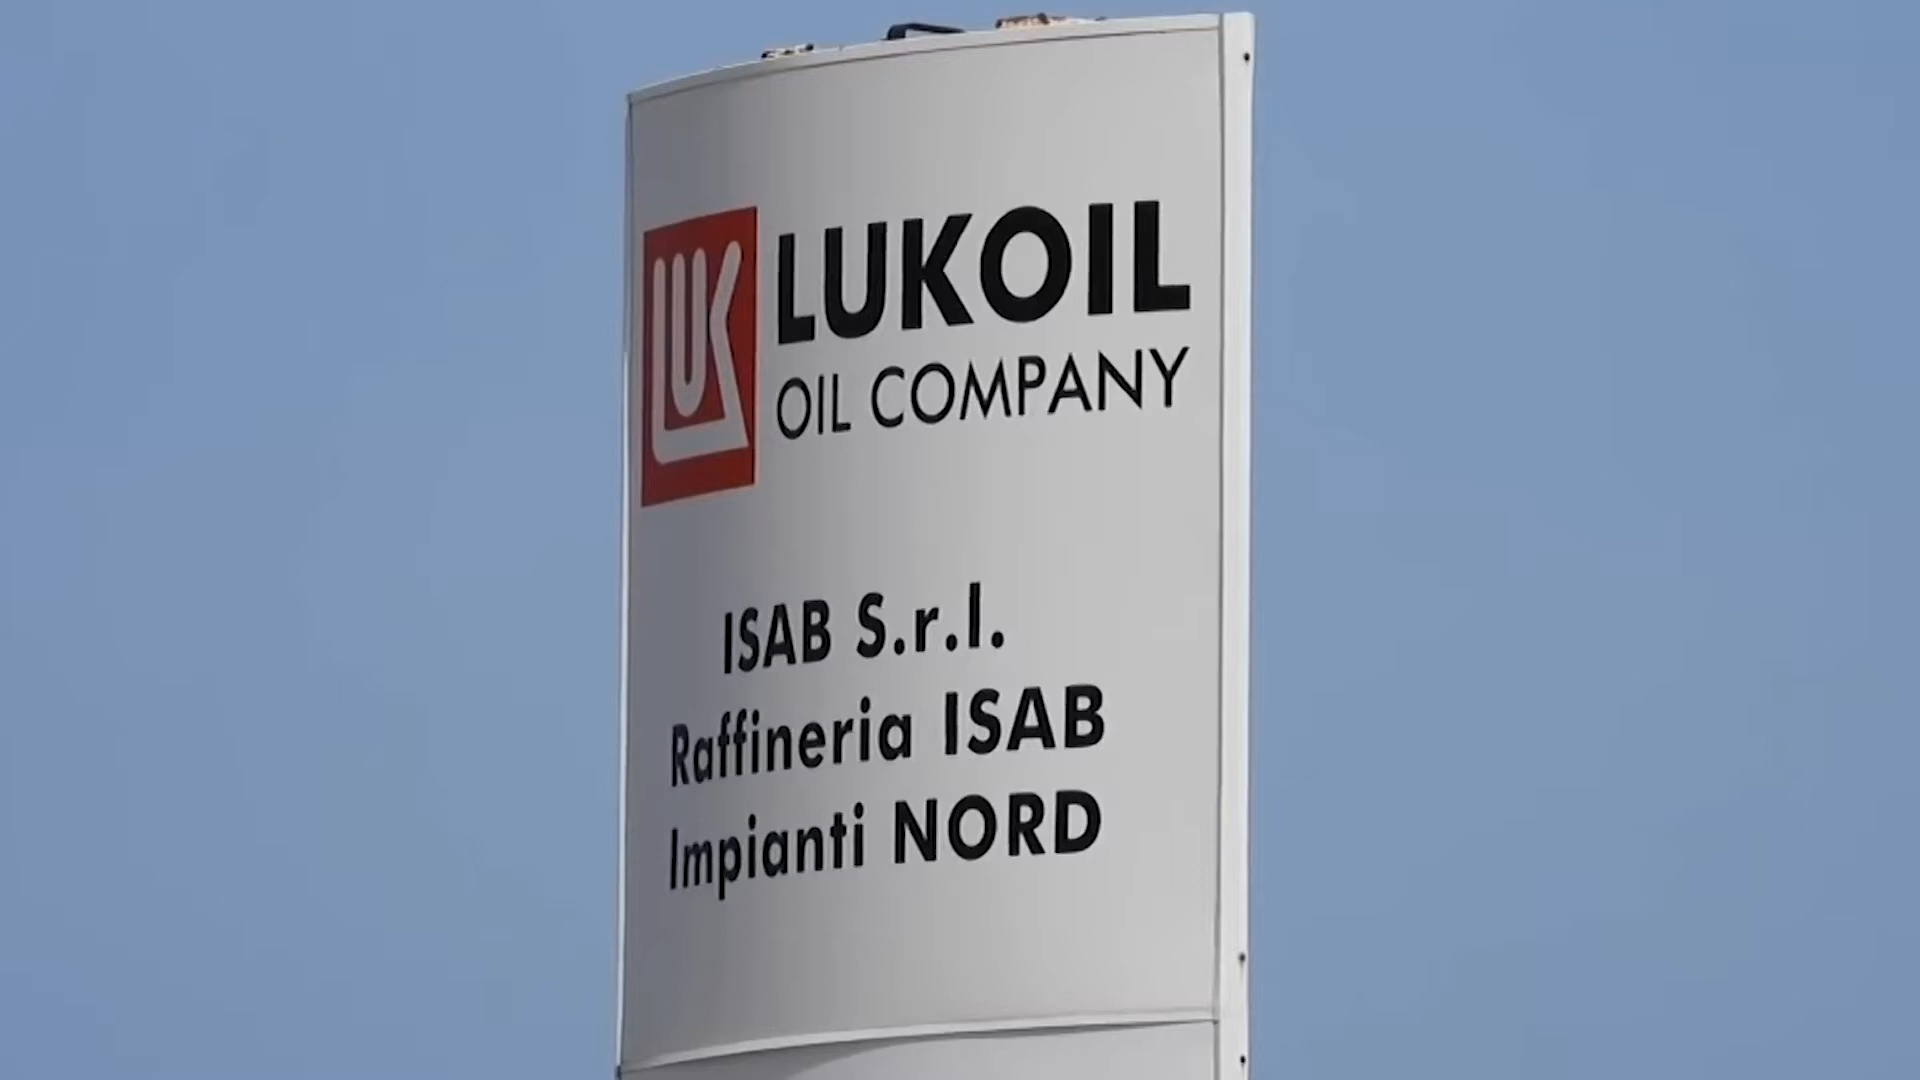 LUK LUKOIL
OIL COMPANY
ISAB S.r.l.
Raffineria ISAB
Impianti NORD